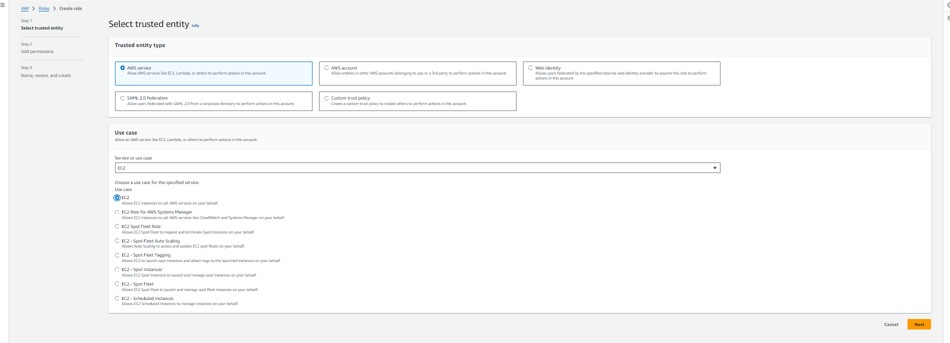 IAM > Roles > Create role
Step 1
Select trusted entity
Step 2
Add permissions
Step 3
Name, review, and create
Select trusted entity Info
Trusted entity type
AWS service
Allow AWS services like EC2, Lambda, or others to perform actions in this account.
AWS account
Allow entities in other AWS accounts belonging to you or a 3rd party to perform actions in this account.
Web identity
Allows users federated by the specified external web identity provider to assume this role to perform
actions in this account.
SAML 2.0 federation
Allow users federated with SAML 2.0 from a corporate directory to perform actions in this account.
Custom trust policy
Create a custom trust policy to enable others to perform actions in this account.
Use case
Allow an AWS service like EC2, Lambda, or others to perform actions in this account.
Service or use case
EC2
Choose a use case for the specified service.
Use case
EC2
Allows EC2 instances to call AWS services on your behalf.
EC2 Role for AWS Systems Manager
Allows EC2 instances to call AWS services like CloudWatch and Systems Manager on your behalf.
EC2 Spot Fleet Role
Allows EC2 Spot Fleet to request and terminate Spot Instances on your behalf.
EC2 - Spot Fleet Auto Scaling
Allows Auto Scaling to access and update EC2 spot fleets on your behalf.
EC2 - Spot Fleet Tagging
Allows EC2 to launch spot instances and attach tags to the launched instances on your behalf.
EC2 - Spot Instances
Allows EC2 Spot Instances to launch and manage spot instances on your behalf.
EC2 - Spot Fleet
Allows EC2 Spot Fleet to launch and manage spot fleet instances on your behalf.
EC2 - Scheduled Instances
Allows EC2 Scheduled Instances to manage instances on your behalf.
Cancel
Next